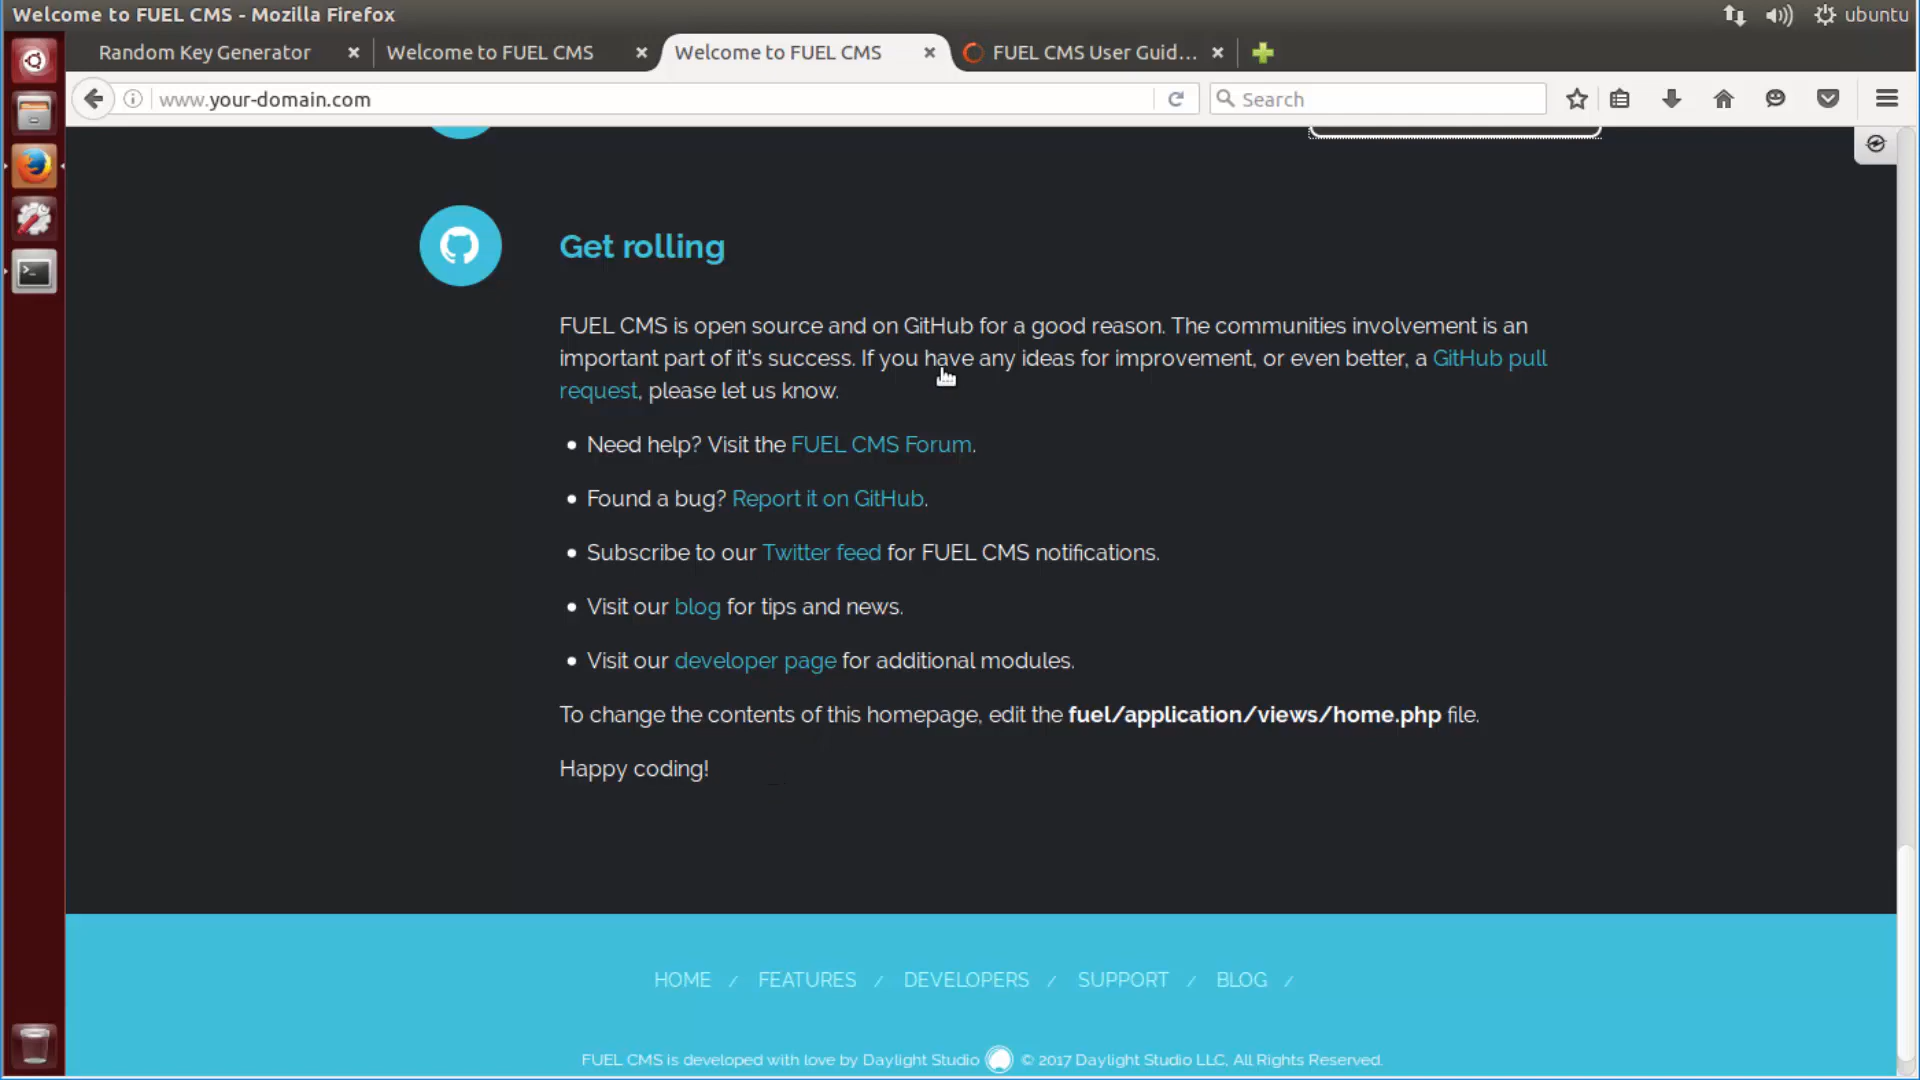 Welcome to FUEL CMS - Mozilla Firefox
ubuntu
Random Key Generator
Welcome to FUEL CMS
Welcome to FUEL CMS
FUEL CMS User Guid...
www.your-domain.com
Search
Get rolling
FUEL CMS is open source and on GitHub for a good reason. The communities involvement is an
important part of it's success. If you have any ideas for improvement, or even better, a GitHub pull
request, please let us know.
• Need help? Visit the FUEL CMS Forum.
• Found a bug? Report it on GitHub.
• Subscribe to our Twitter feed for FUEL CMS notifications.
• Visit our blog for tips and news.
• Visit our developer page for additional modules.
To change the contents of this homepage, edit the fuel/application/views/home.php file.
Happy coding!
HOME / FEATURES / DEVELOPERS / SUPPORT / BLOG /
FUEL CMS is developed with love by Daylight Studio © 2017 Daylight Studio LLC, All Rights Reserved.